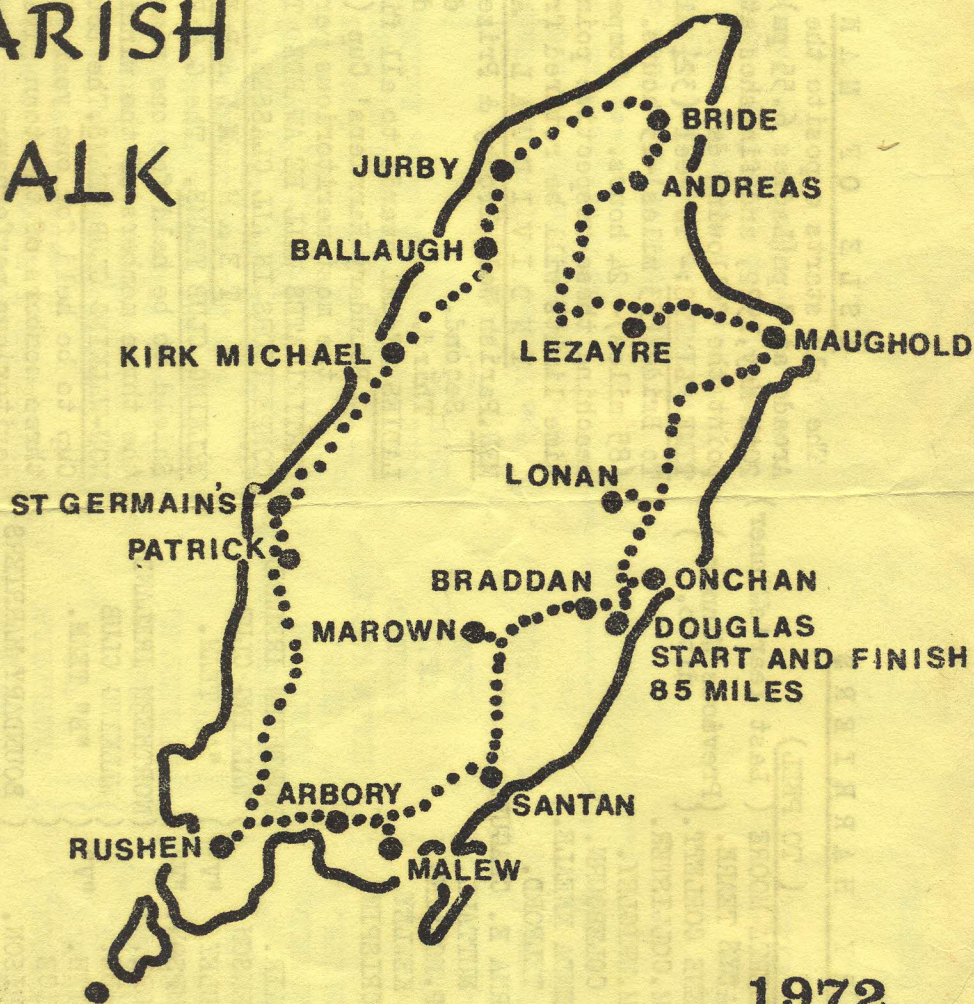 ARISH
ALK
BRIDE
JURBY
ANDREAS
BALLAUGH
KIRK MICHAEL
LEZAYRE
MAUGHOLD
LONAN
ST GERMAIN'S
PATRICK
BRADDAN
ONCHAN
MAROWN
DOUGLAS
START AND FINISH
85 MILES
ARBORY
SANTAN
RUSHEN
MALEW
1972